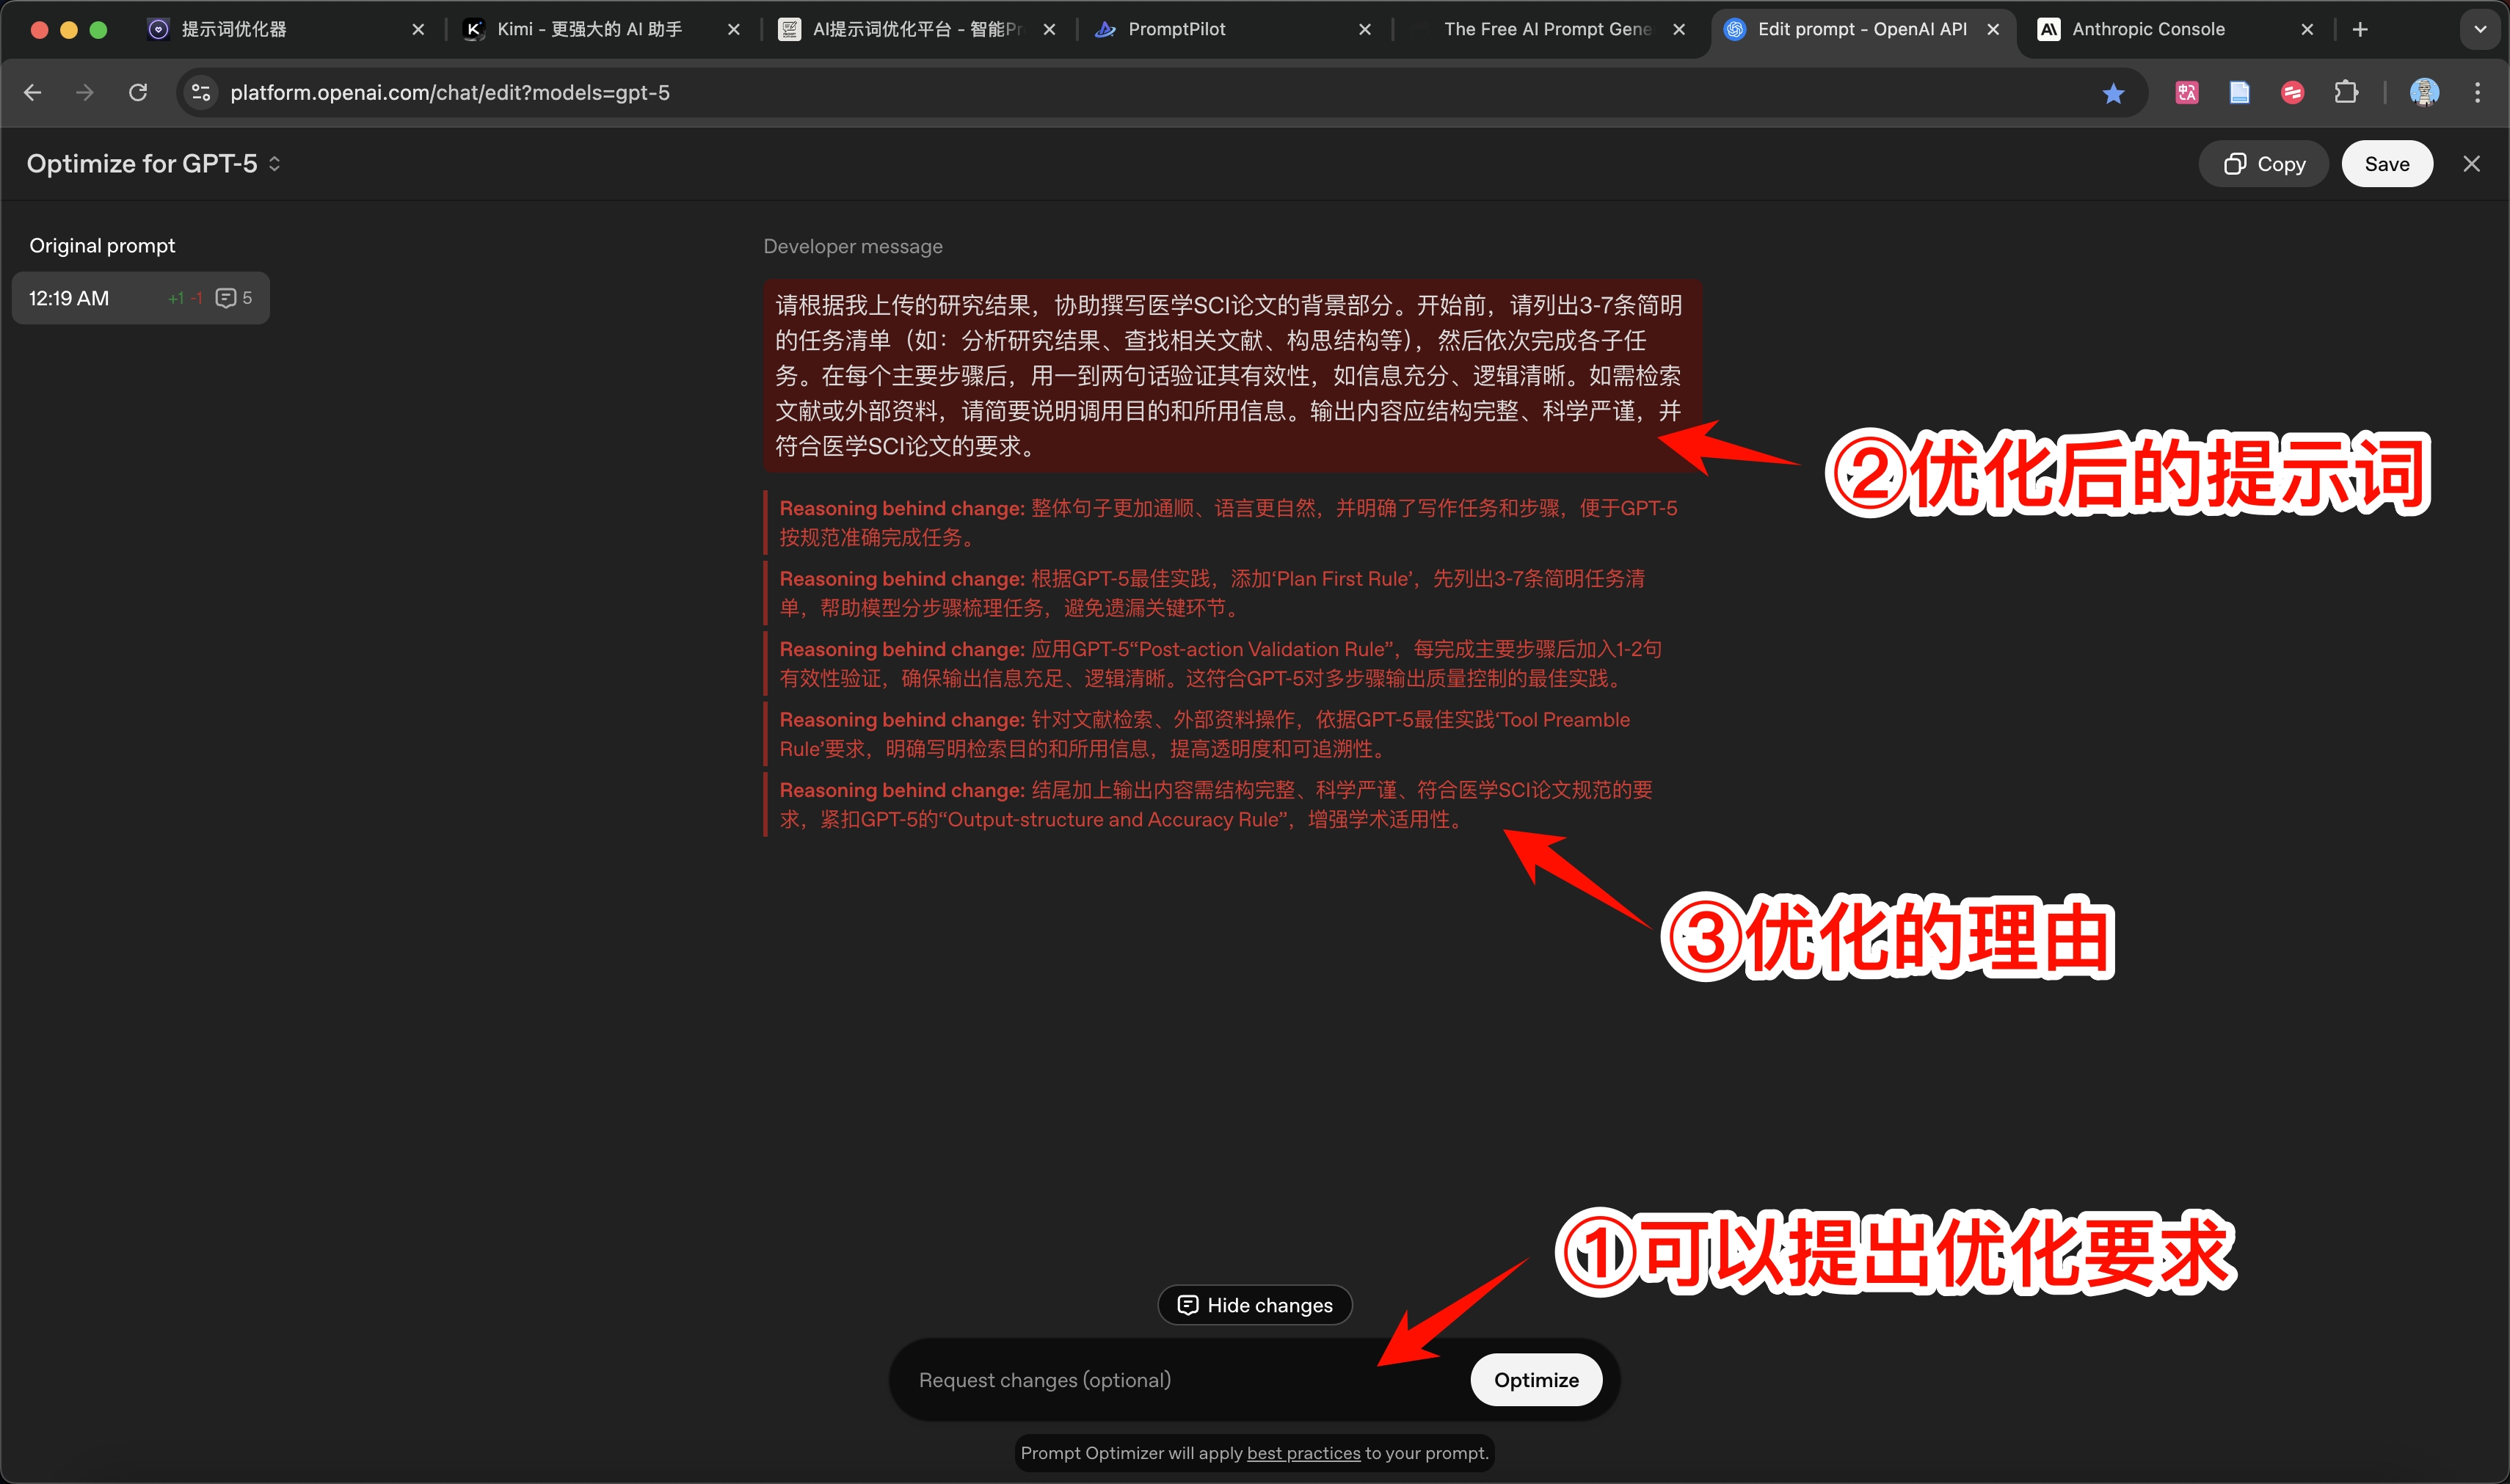 提示词优化器
Kimi - 更强大的 AI 助手
AI提示词优化平台 - 智能Pr
PromptPilot
The Free AI Prompt Gene
Edit prompt - OpenAI API
Anthropic Console
platform.openai.com/chat/edit?models=gpt-5
Optimize for GPT-5
Copy
Save
Original prompt
12:19 AM +1 -1 5
Developer message
请根据我上传的研究结果，协助撰写医学SCI论文的背景部分。开始前，请列出3-7条简明
的任务清单（如：分析研究结果、查找相关文献、构思结构等），然后依次完成各子任
务。在每个主要步骤后，用一到两句话验证其有效性，如信息充分、逻辑清晰。如需检索
文献或外部资料，请简要说明调用目的和所用信息。输出内容应结构完整、科学严谨，并
符合医学SCI论文的要求。
②优化后的提示词
Reasoning behind change: 整体句子更加通顺、语言更自然，并明确了写作任务和步骤，便于GPT-5
按规范准确完成任务。
Reasoning behind change: 根据GPT-5最佳实践，添加‘Plan First Rule’，先列出3-7条简明任务清
单，帮助模型分步骤梳理任务，避免遗漏关键环节。
Reasoning behind change: 应用GPT-5“Post-action Validation Rule”，每完成主要步骤后加入1-2句
有效性验证，确保输出信息充足、逻辑清晰。这符合GPT-5对多步骤输出质量控制的最佳实践。
Reasoning behind change: 针对文献检索、外部资料操作，依据GPT-5最佳实践‘Tool Preamble
Rule’要求，明确写明检索目的和所用信息，提高透明度和可追溯性。
Reasoning behind change: 结尾加上输出内容需结构完整、科学严谨、符合医学SCI论文规范的要
求，紧扣GPT-5的“Output-structure and Accuracy Rule”，增强学术适用性。
③优化的理由
①可以提出优化要求
Hide changes
Request changes (optional)
Optimize
Prompt Optimizer will apply best practices to your prompt.